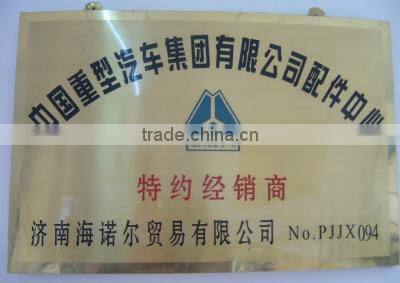 中国重型汽车集团有限公司配件中心
trade.china.cn
特约经销商
济南海诺尔贸易有限公司 No.PJJX094